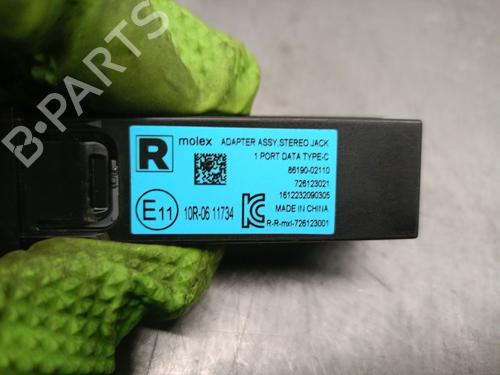 R molex ADAPTER ASSY.STEREO JACK
1 PORT DATA TYPE-C
86190-02110
726123021
1612232090305
E11 10R-06 11734 MADE IN CHINA
R-R-mxl-726123001
B-PARTS